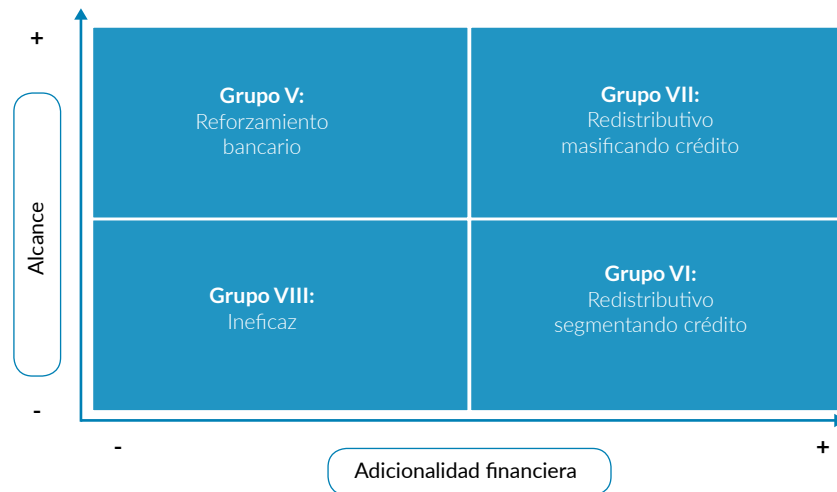 +
Grupo V:
Reforzamiento
bancario
Grupo VII:
Redistributivo
masificando crédito
Alcance
Grupo VIII:
Ineficaz
Grupo VI:
Redistributivo
segmentando crédito
-
-
+
Adicionalidad financiera